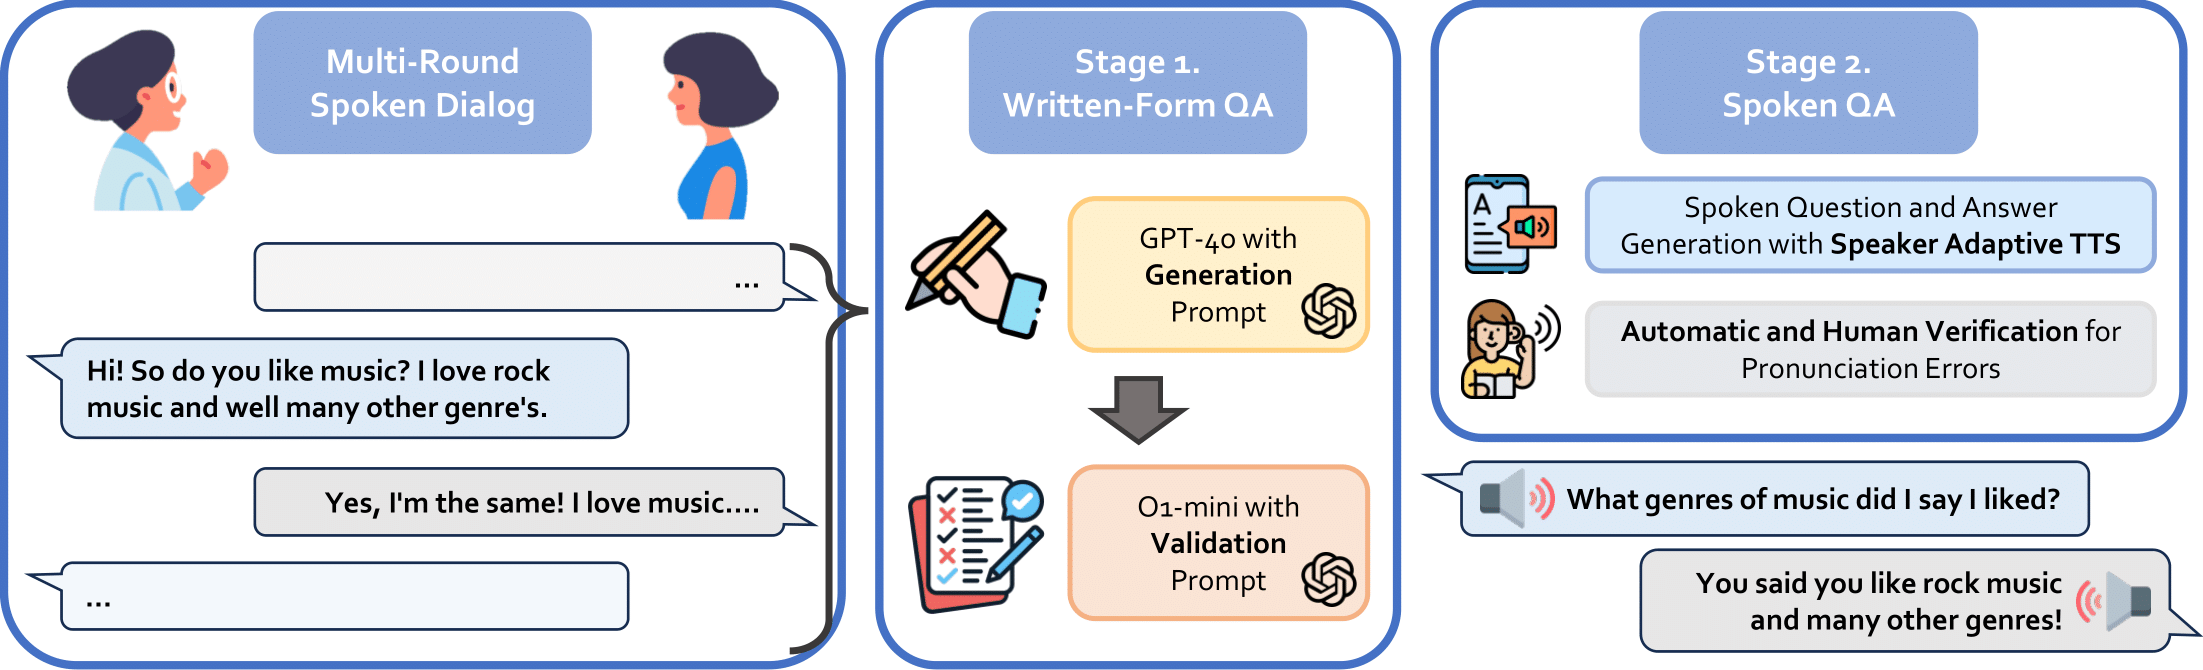 Multi-Round
Spoken Dialog
...
Hi! So do you like music? I love rock
music and well many other genre's.
Yes, I'm the same! I love music....
...
Stage 1.
Written-Form QA
GPT-4o with
Generation
Prompt
O1-mini with
Validation
Prompt
Stage 2.
Spoken QA
A
Spoken Question and Answer
Generation with Speaker Adaptive TTS
Automatic and Human Verification for
Pronunciation Errors
What genres of music did I say I liked?
You said you like rock music
and many other genres!